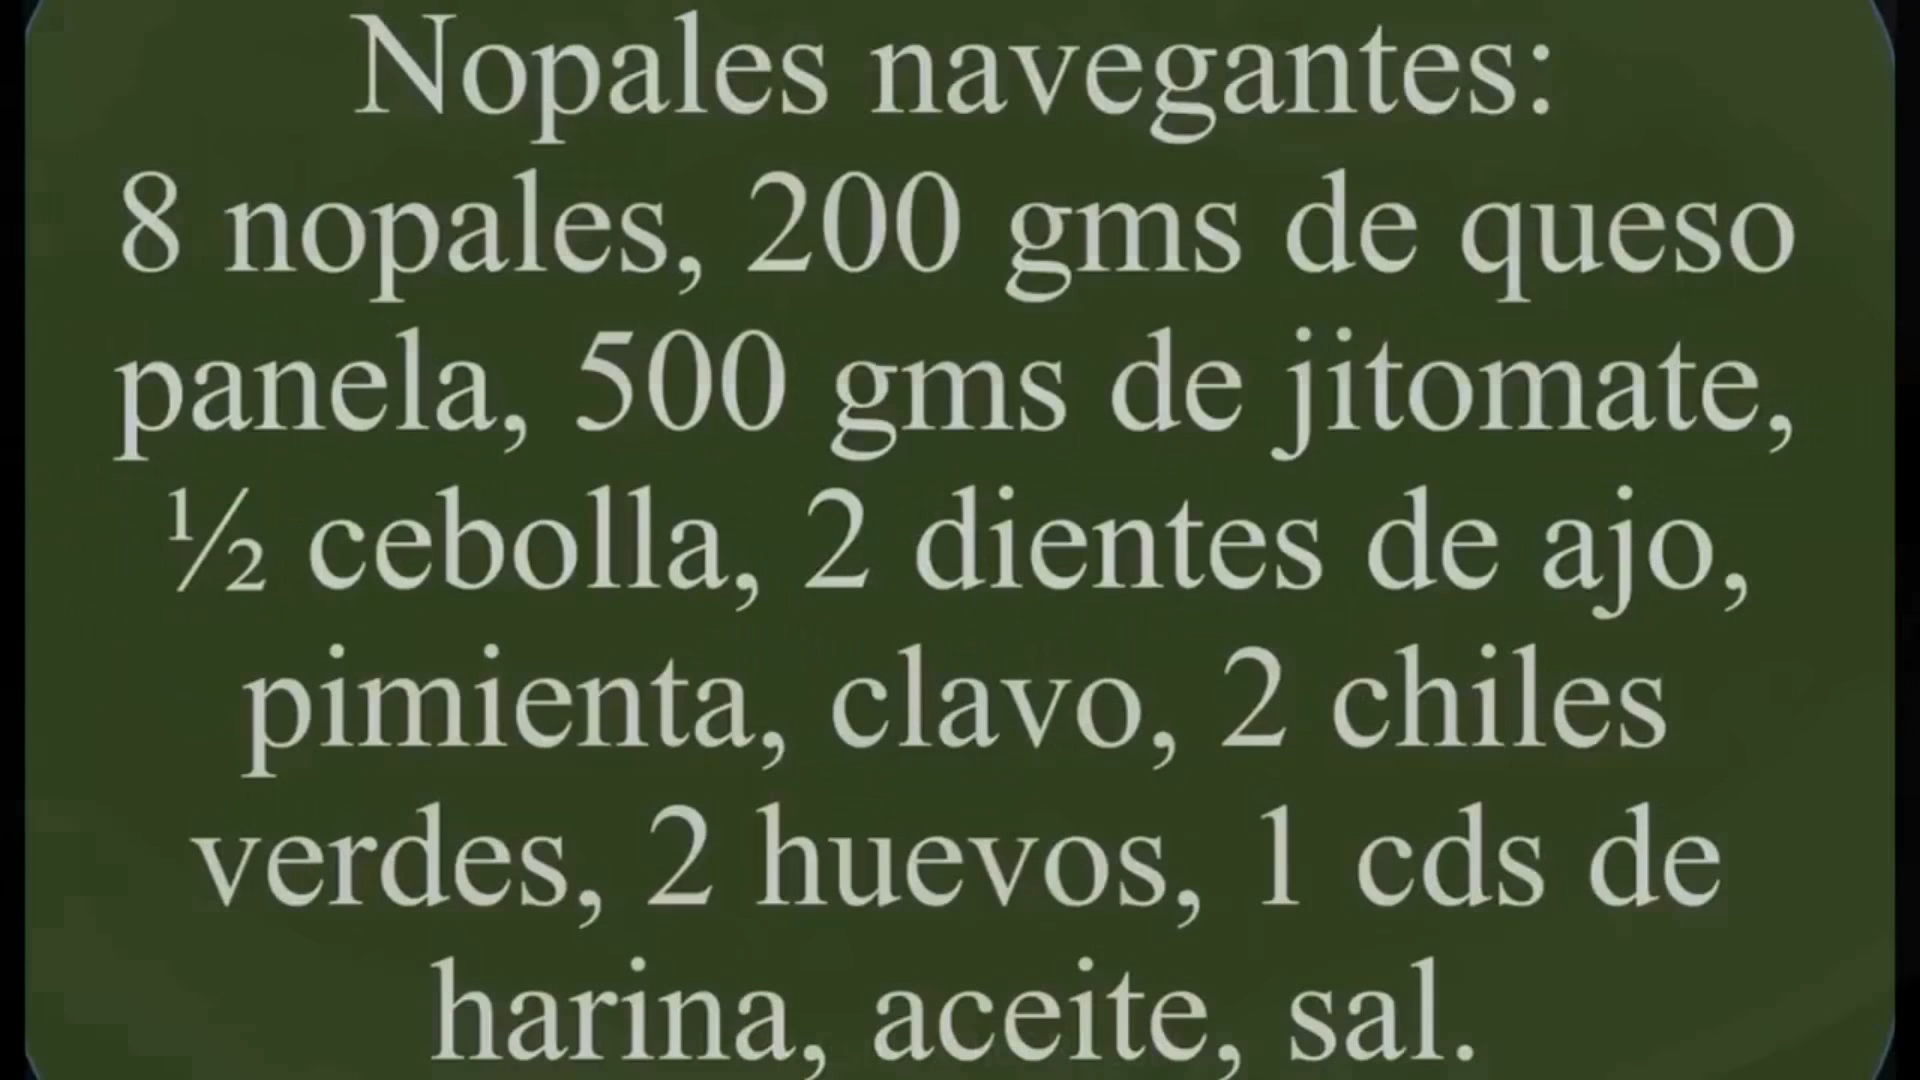 Nopales navegantes:
8 nopales, 200 gms de queso
panela, 500 gms de jitomate,
½ cebolla, 2 dientes de ajo,
pimienta, clavo, 2 chiles
verdes, 2 huevos, 1 cds de
harina, aceite, sal.